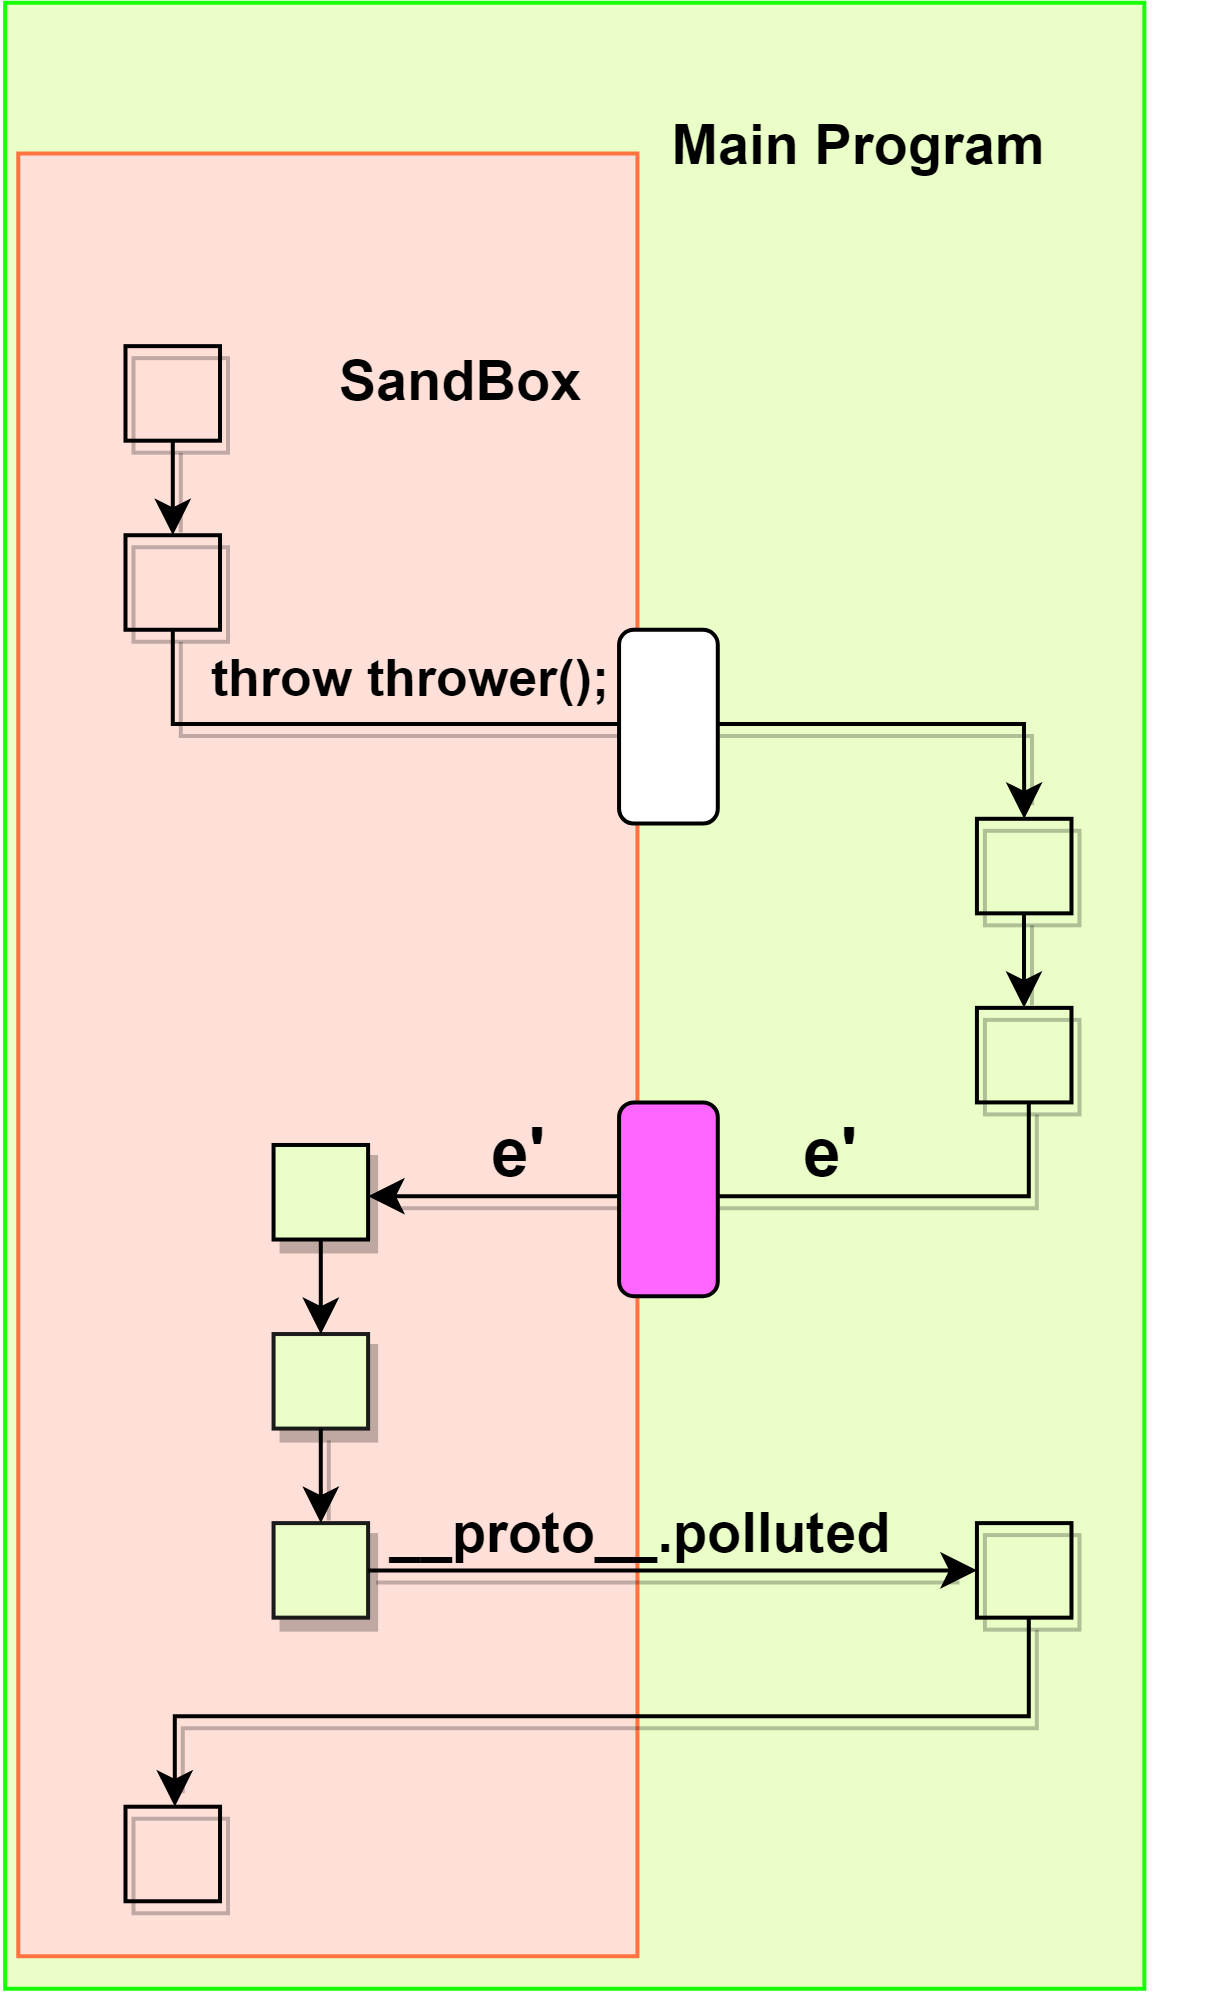 Main Program
SandBox
throw thrower();
e'
e'
__proto__.polluted